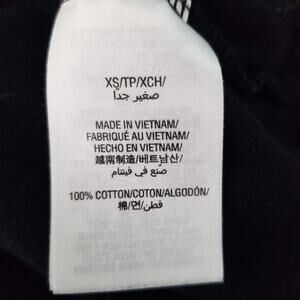 XS/TP/XCH/
صغير جدا
MADE IN VIETNAM/
FABRIQUÉ AU VIETNAM/
HECHO EN VIETNAM/
越南制造/베트남산/
صُنع في فيتنام
100% COTTON/COTON/ALGODÓN/
棉/면/قطن